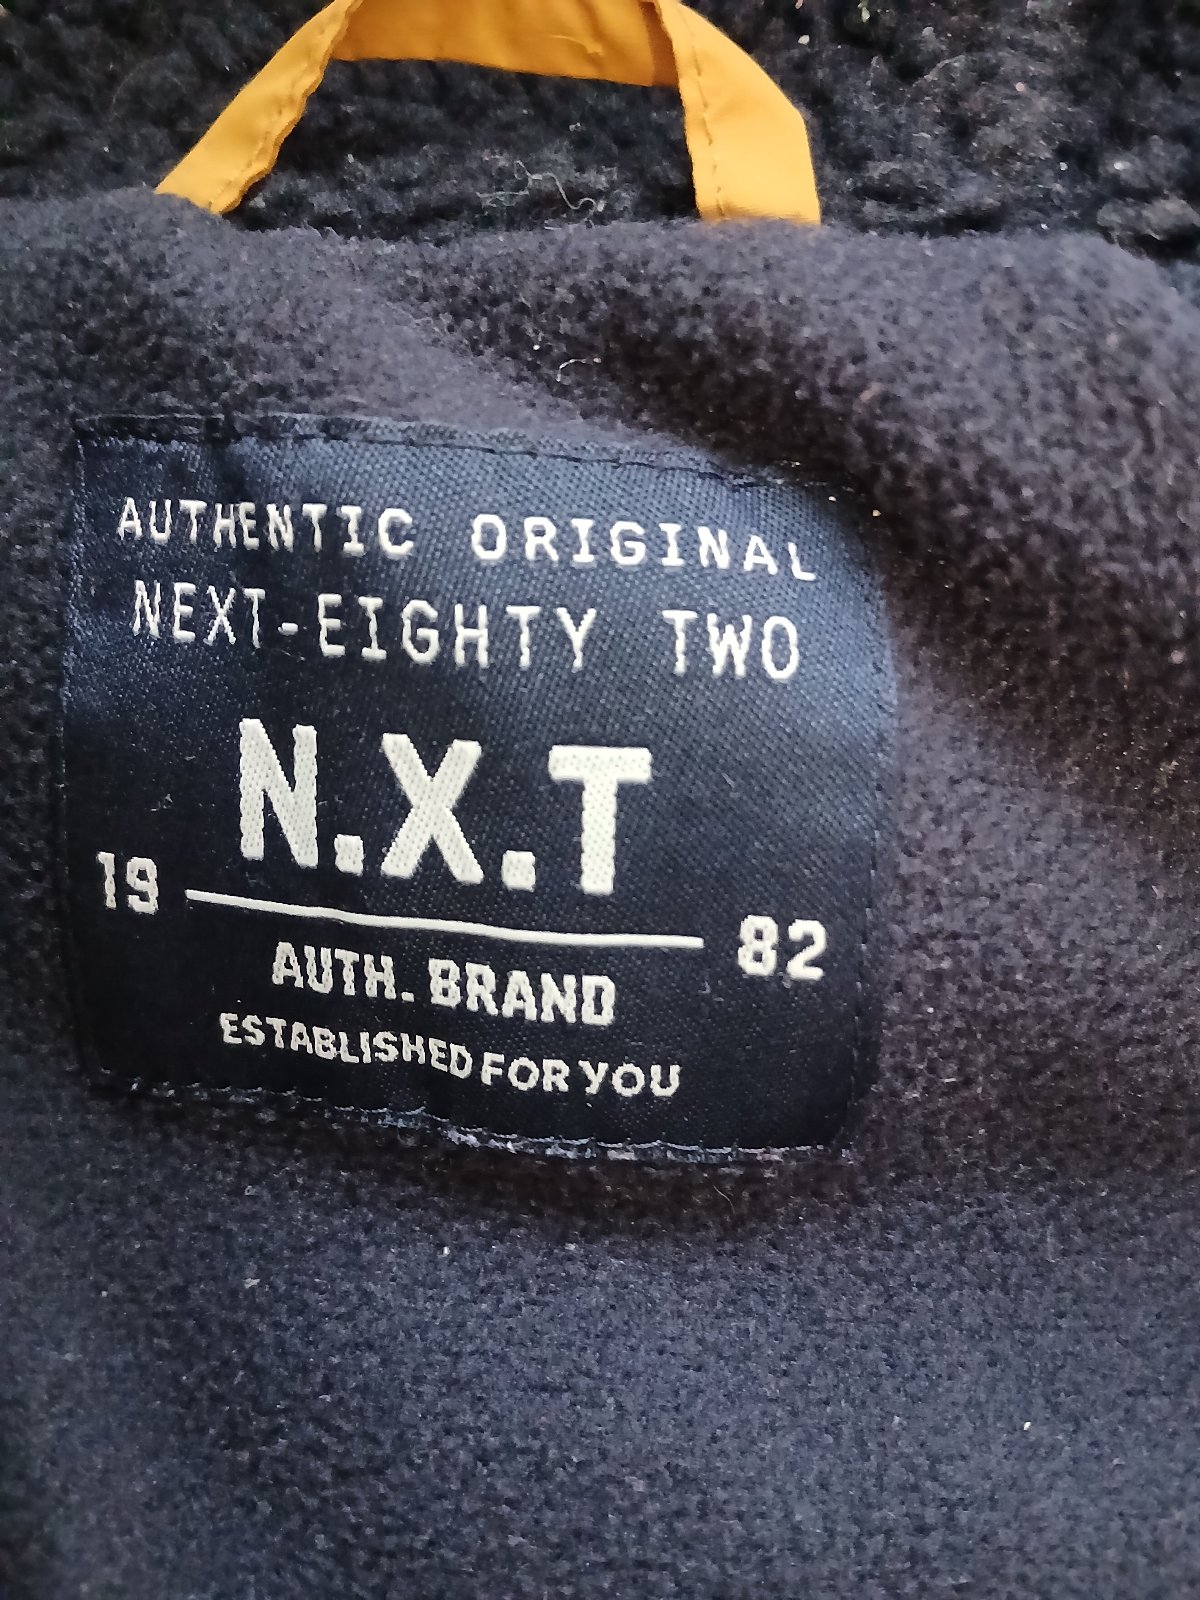 AUTHENTIC ORIGINAL
NEXT-EIGHTY TWO
N.X.T
19 82
AUTH. BRAND
ESTABLISHED FOR YOU